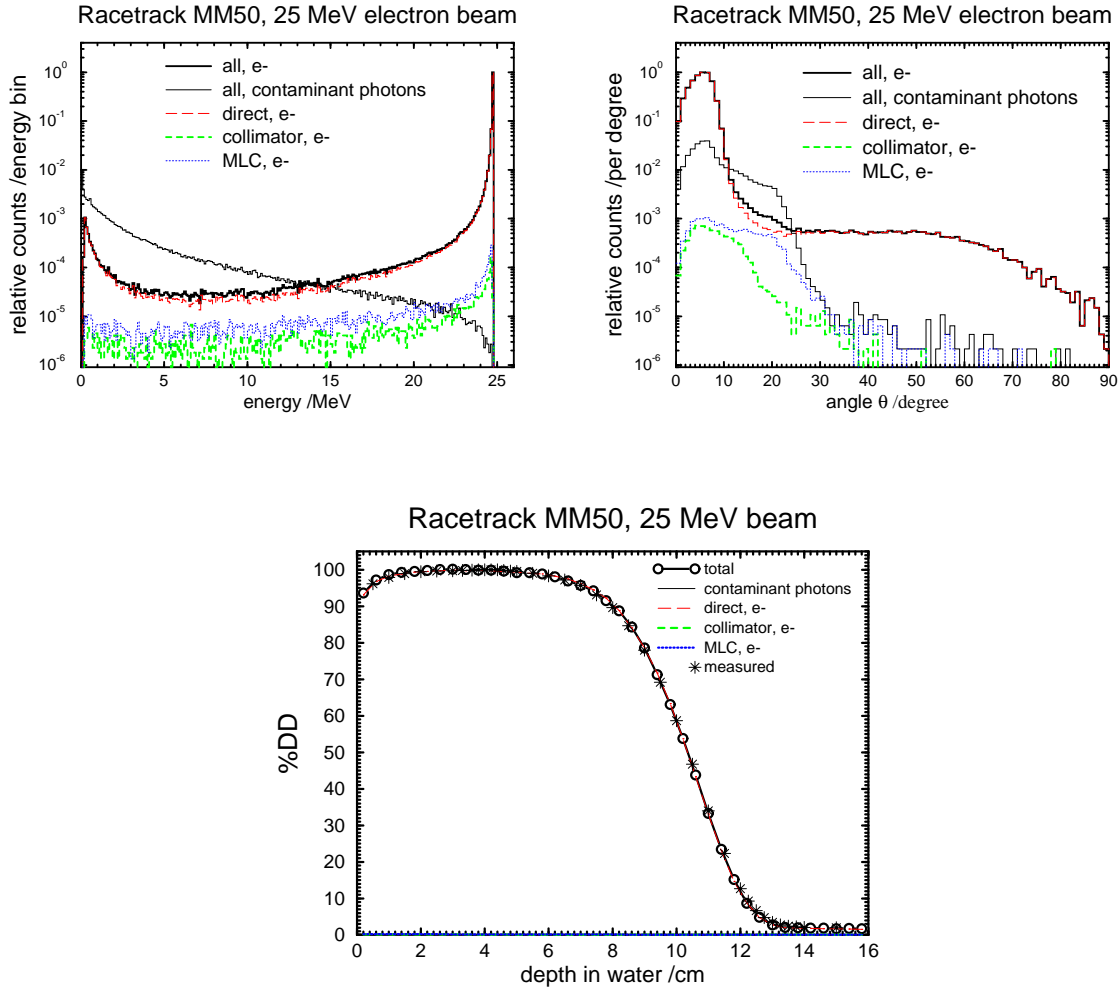 Racetrack MM50, 25 MeV electron beam
relative counts /energy bin
10^0
10^-1
10^-2
10^-3
10^-4
10^-5
10^-6
all, e-
all, contaminant photons
direct, e-
collimator, e-
MLC, e-
0 5 10 15 20 25
energy /MeV
Racetrack MM50, 25 MeV electron beam
relative counts /per degree
10^0
10^-1
10^-2
10^-3
10^-4
10^-5
10^-6
all, e-
all, contaminant photons
direct, e-
collimator, e-
MLC, e-
0 10 20 30 40 50 60 70 80 90
angle θ /degree
Racetrack MM50, 25 MeV beam
%DD
100
90
80
70
60
50
40
30
20
10
0
total
contaminant photons
direct, e-
collimator, e-
MLC, e-
measured
0 2 4 6 8 10 12 14 16
depth in water /cm